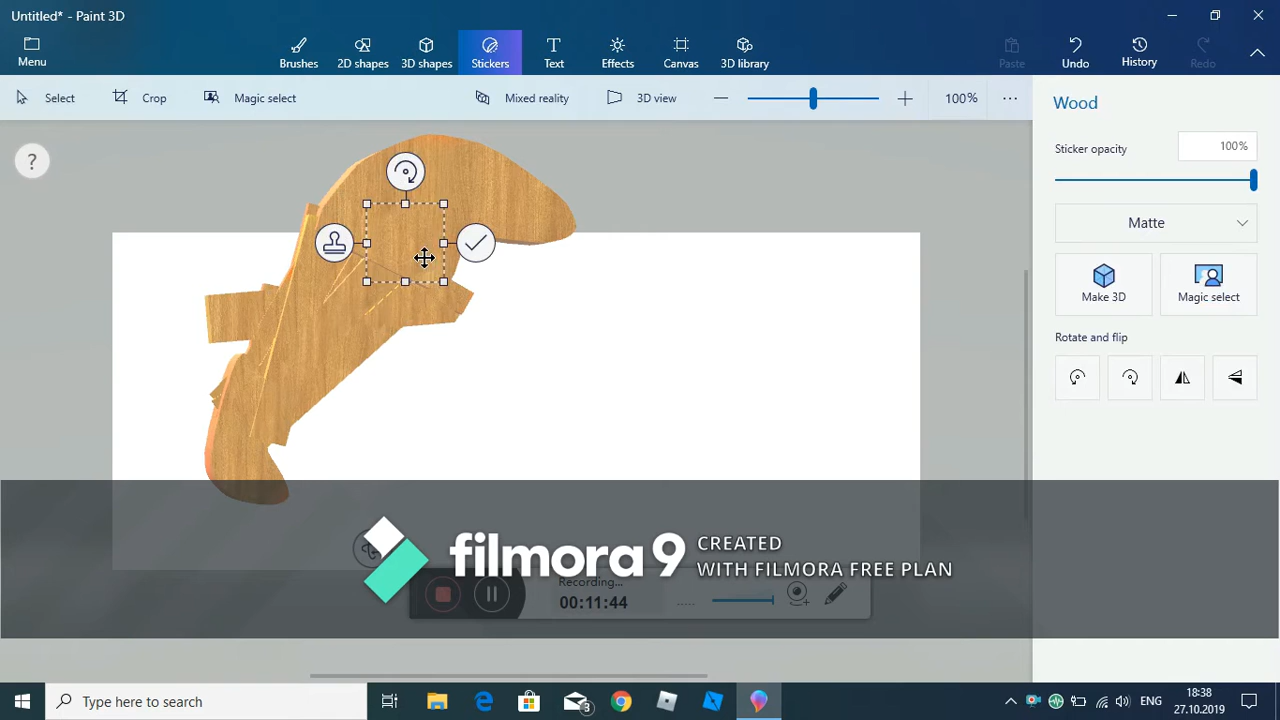 Untitled* - Paint 3D
Menu
Brushes
2D shapes
3D shapes
Stickers
Text
Effects
Canvas
3D library
Paste
Undo
History
Redo
Select
Crop
Magic select
Mixed reality
3D view
100%
Wood
Sticker opacity
100%
Matte
Make 3D
Magic select
Rotate and flip
?
filmora9
CREATED
WITH FILMORA FREE PLAN
Recording...
00:11:44
Type here to search
3
ENG
18:38
27.10.2019